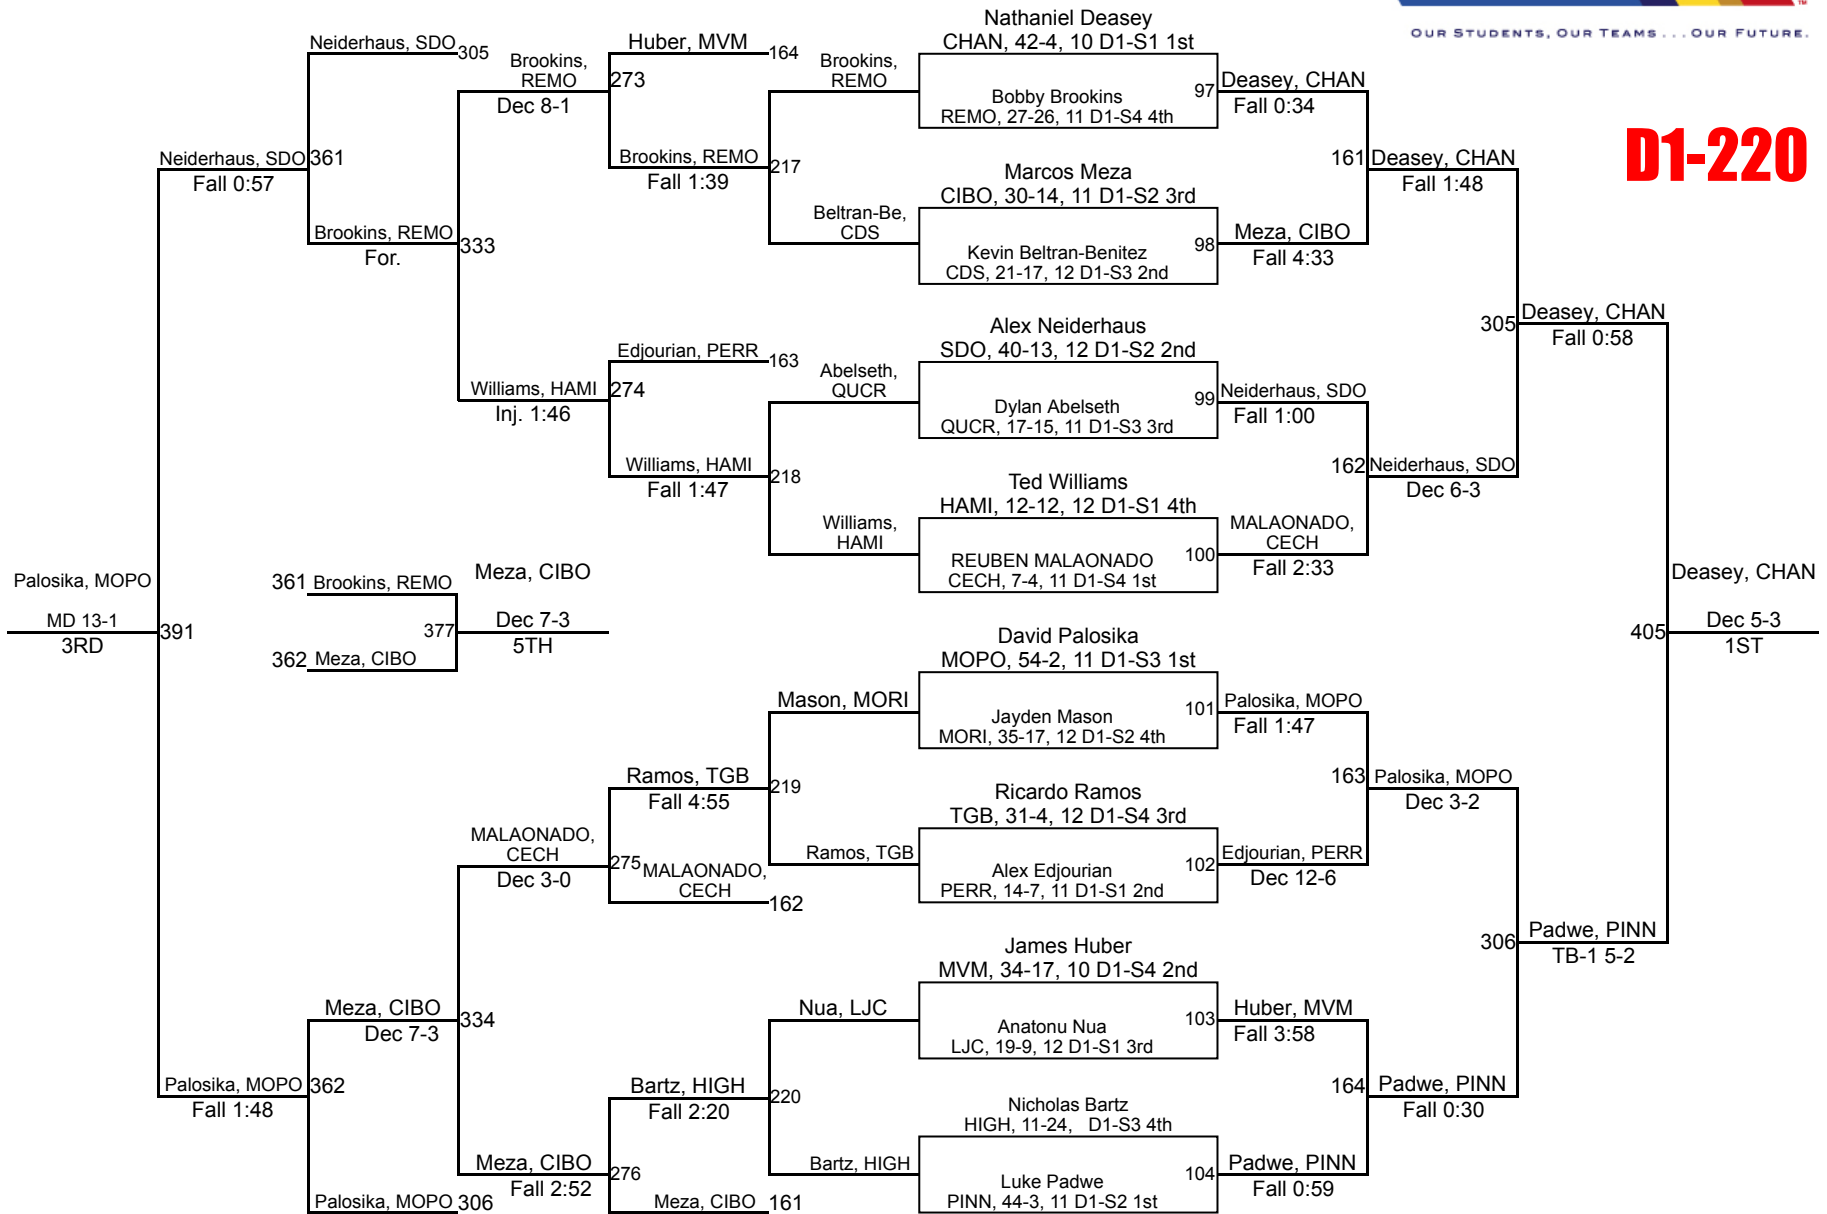 OUR STUDENTS, OUR TEAMS . . . OUR FUTURE.
TM
D1-220
Neiderhaus, SDO 305
Neiderhaus, SDO 361
Fall 0:57
Brookins, REMO 333
For.
Brookins,
REMO 273
Dec 8-1
Huber, MVM 164
Brookins, REMO 217
Fall 1:39
Brookins,
REMO
Beltran-Be,
CDS
Williams, HAMI 274
Inj. 1:46
Edjourian, PERR 163
Williams, HAMI 218
Fall 1:47
Abelseth,
QUCR
Williams,
HAMI
Palosika, MOPO
MD 13-1 391
3RD
361 Brookins, REMO
362 Meza, CIBO
377
Meza, CIBO
Dec 7-3
5TH
Mason, MORI
Ramos, TGB 219
Fall 4:55
Ramos, TGB
MALAONADO,
CECH 275
Dec 3-0
MALAONADO,
CECH 162
Meza, CIBO 334
Dec 7-3
Palosika, MOPO 362
Fall 1:48
Palosika, MOPO 306
Nua, LJC
Bartz, HIGH 220
Fall 2:20
Bartz, HIGH
Meza, CIBO 276
Fall 2:52
Meza, CIBO 161
Nathaniel Deasey
CHAN, 42-4, 10 D1-S1 1st
Bobby Brookins
REMO, 27-26, 11 D1-S4 4th
97 Deasey, CHAN
Fall 0:34
Marcos Meza
CIBO, 30-14, 11 D1-S2 3rd
Kevin Beltran-Benitez
CDS, 21-17, 12 D1-S3 2nd
98 Meza, CIBO
Fall 4:33
161 Deasey, CHAN
Fall 1:48
Alex Neiderhaus
SDO, 40-13, 12 D1-S2 2nd
Dylan Abelseth
QUCR, 17-15, 11 D1-S3 3rd
99 Neiderhaus, SDO
Fall 1:00
Ted Williams
HAMI, 12-12, 12 D1-S1 4th
REUBEN MALAONADO
CECH, 7-4, 11 D1-S4 1st
100 MALAONADO,
CECH
Fall 2:33
162 Neiderhaus, SDO
Dec 6-3
305 Deasey, CHAN
Fall 0:58
David Palosika
MOPO, 54-2, 11 D1-S3 1st
Jayden Mason
MORI, 35-17, 12 D1-S2 4th
101 Palosika, MOPO
Fall 1:47
Ricardo Ramos
TGB, 31-4, 12 D1-S4 3rd
Alex Edjourian
PERR, 14-7, 11 D1-S1 2nd
102 Edjourian, PERR
Dec 12-6
163 Palosika, MOPO
Dec 3-2
James Huber
MVM, 34-17, 10 D1-S4 2nd
Anatonu Nua
LJC, 19-9, 12 D1-S1 3rd
103 Huber, MVM
Fall 3:58
Nicholas Bartz
HIGH, 11-24, D1-S3 4th
Luke Padwe
PINN, 44-3, 11 D1-S2 1st
104 Padwe, PINN
Fall 0:59
164 Padwe, PINN
Fall 0:30
306 Padwe, PINN
TB-1 5-2
Deasey, CHAN
405 Dec 5-3
1ST